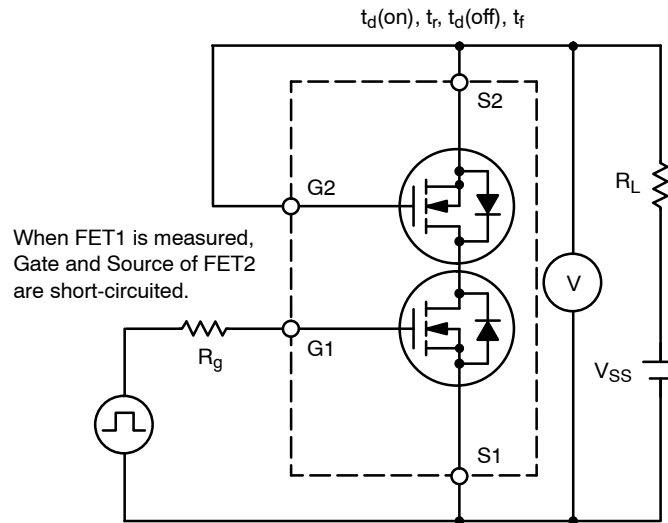 td(on), tr, td(off), tf
S2
G2
RL
When FET1 is measured,
Gate and Source of FET2
are short-circuited.
V
Rg
G1
VSS
S1